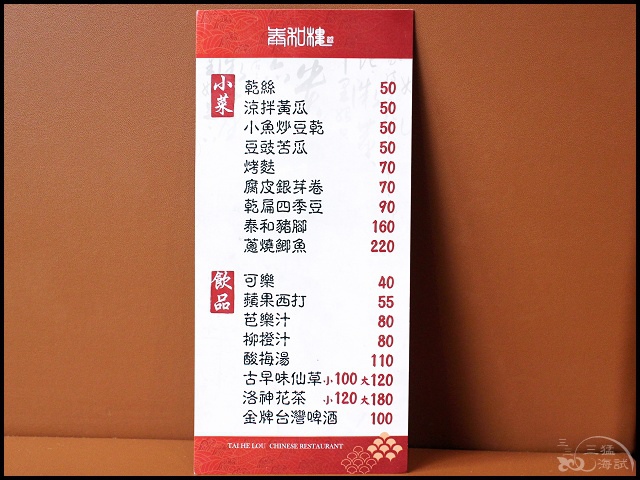 泰和樓
小菜
乾絲 50
涼拌黃瓜 50
小魚炒豆乾 50
豆豉苦瓜 50
烤麩 70
腐皮銀芽卷 70
乾扁四季豆 90
泰和豬腳 160
蔥燒鯽魚 220
飲品
可樂 40
蘋果西打 55
芭樂汁 80
柳橙汁 80
酸梅湯 110
古早味仙草 小100 大120
洛神花茶 小120 大180
金牌台灣啤酒 100
TAI HE LOU CHINESE RESTAURANT
三猛
海試